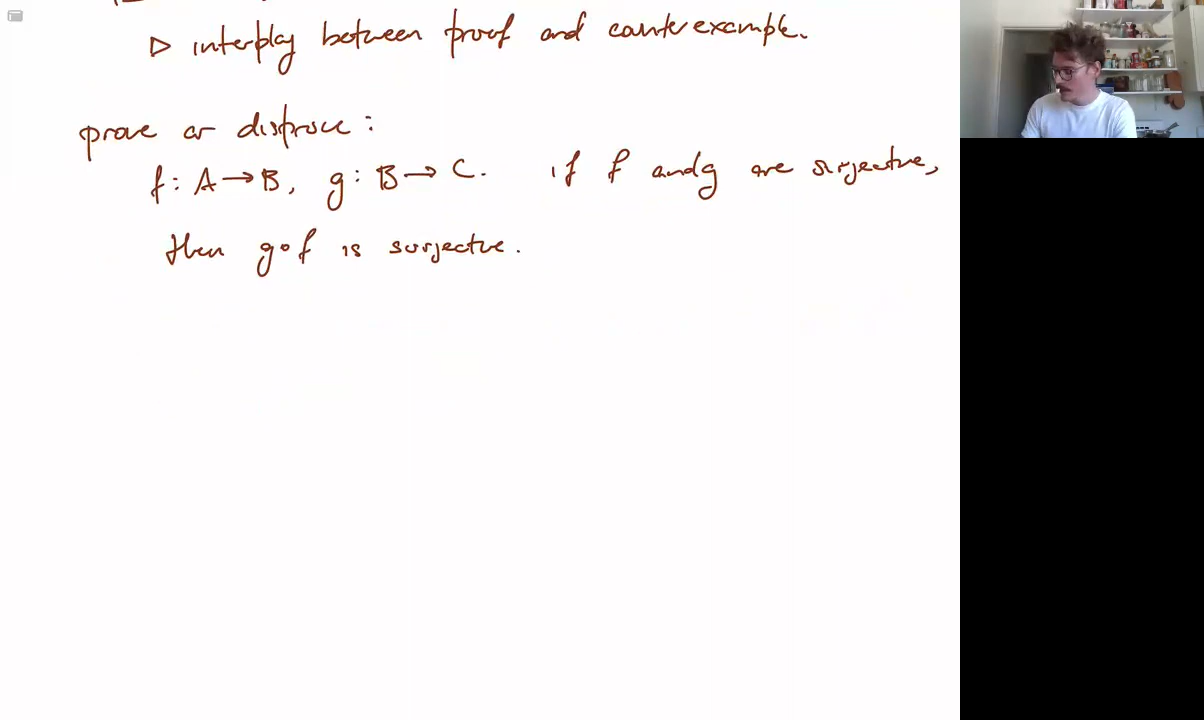 ▷ interplay between proof and counterexample.
prove or disprove:
f: A → B, g: B → C. if f and g are surjective,
then g∘f is surjective.